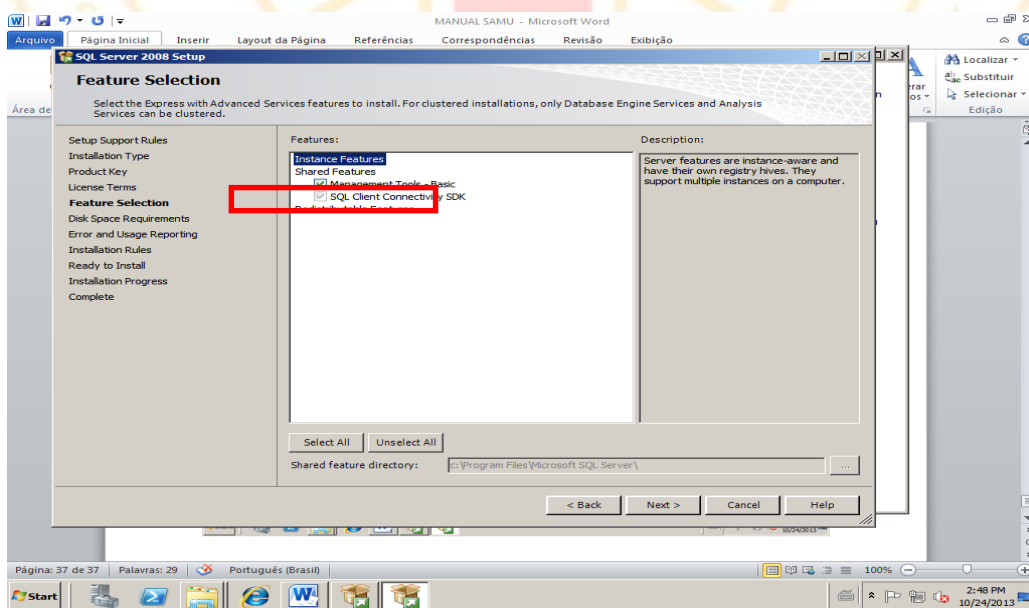 MANUAL SAMU - Microsoft Word
Arquivo Página Inicial Inserir Layout da Página Referências Correspondências Revisão Exibição
SQL Server 2008 Setup
Localizar
Substituir
Selecionar
Edição
Área de
Feature Selection
Select the Express with Advanced Services features to install. For clustered installations, only Database Engine Services and Analysis
Services can be clustered.
Setup Support Rules
Installation Type
Product Key
License Terms
Feature Selection
Disk Space Requirements
Error and Usage Reporting
Installation Rules
Ready to Install
Installation Progress
Complete
Features:
Instance Features
Shared Features
Management Tools - Basic
SQL Client Connectivity SDK
Redistributable Features
Description:
Server features are instance-aware and
have their own registry hives. They
support multiple instances on a computer.
Select All Unselect All
Shared feature directory: c:\Program Files\Microsoft SQL Server\ ...
< Back Next > Cancel Help
10/24/2013
Página: 37 de 37 Palavras: 29 Português (Brasil) 100%
Start
2:48 PM
10/24/2013